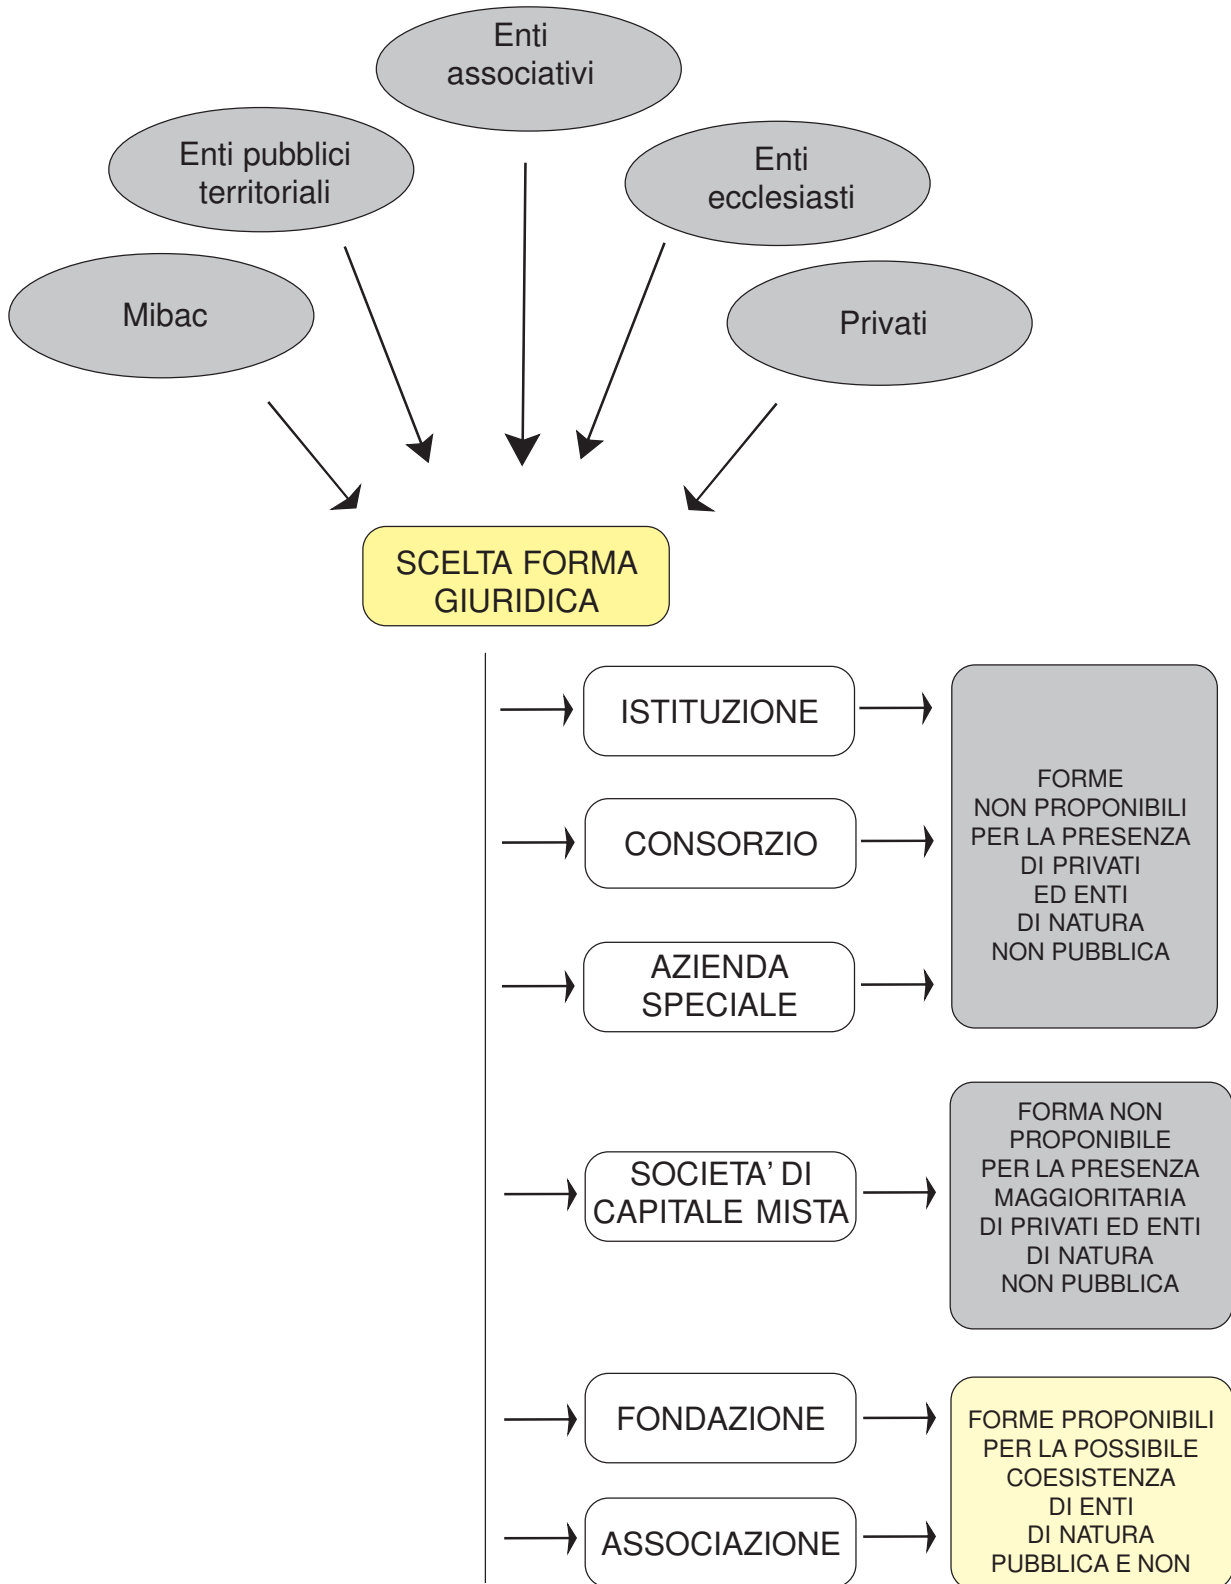 Enti
associativi
Enti pubblici
territoriali
Enti
ecclesiasti
Mibac
Privati
SCELTA FORMA
GIURIDICA
ISTITUZIONE
CONSORZIO
AZIENDA
SPECIALE
FORME
NON PROPONIBILI
PER LA PRESENZA
DI PRIVATI
ED ENTI
DI NATURA
NON PUBBLICA
SOCIETA’ DI
CAPITALE MISTA
FORMA NON
PROPONIBILE
PER LA PRESENZA
MAGGIORITARIA
DI PRIVATI ED ENTI
DI NATURA
NON PUBBLICA
FONDAZIONE
ASSOCIAZIONE
FORME PROPONIBILI
PER LA POSSIBILE
COESISTENZA
DI ENTI
DI NATURA
PUBBLICA E NON